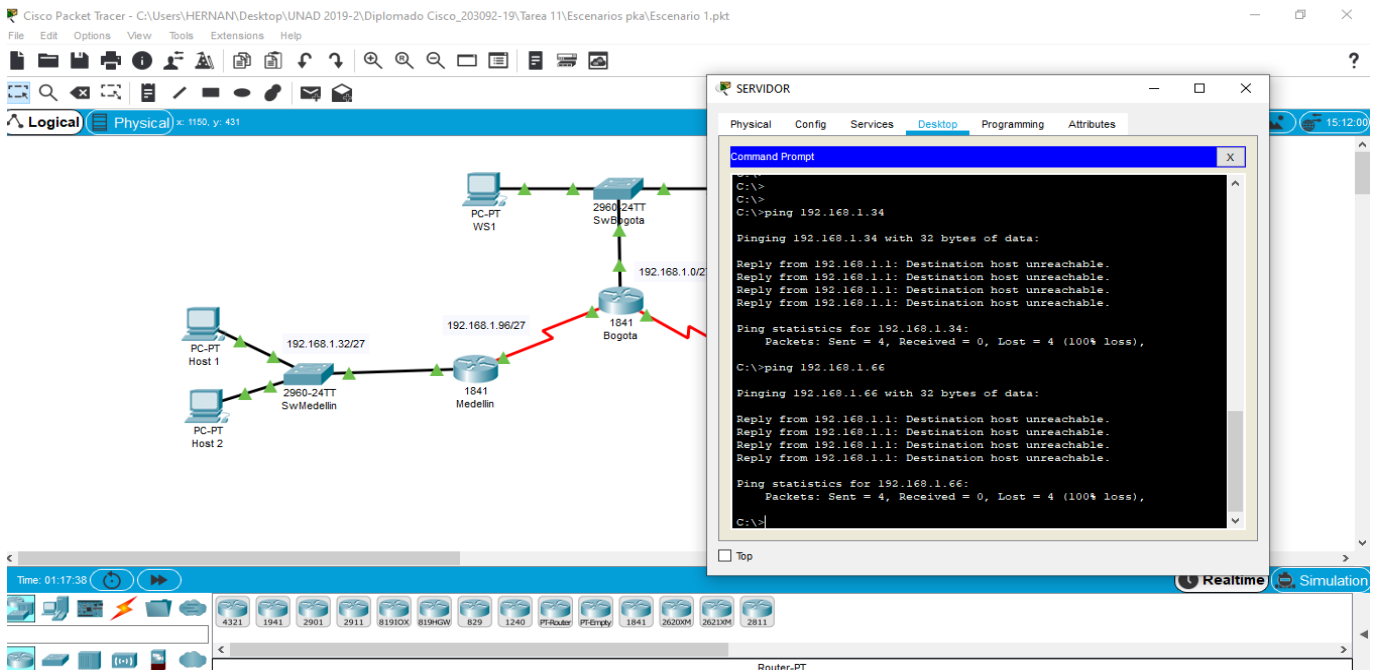 Cisco Packet Tracer - C:\Users\HERNAN\Desktop\UNAD 2019-2\Diplomado Cisco_203092-19\Tarea 11\Escenarios pka\Escenario 1.pkt
File Edit Options View Tools Extensions Help
?
Logical Physical x: 1150, y: 431
15:12:00
PC-PT
WS1
2960-24TT
SwBogota
192.168.1.0/27
1841
Bogota
192.168.1.96/27
PC-PT
Host 1
192.168.1.32/27
2960-24TT
SwMedellin
1841
Medellin
PC-PT
Host 2
SERVIDOR
Physical Config Services Desktop Programming Attributes
Command Prompt X
C:\>
C:\>
C:\>ping 192.168.1.34
Pinging 192.168.1.34 with 32 bytes of data:
Reply from 192.168.1.1: Destination host unreachable.
Reply from 192.168.1.1: Destination host unreachable.
Reply from 192.168.1.1: Destination host unreachable.
Reply from 192.168.1.1: Destination host unreachable.
Ping statistics for 192.168.1.34:
Packets: Sent = 4, Received = 0, Lost = 4 (100% loss),
C:\>ping 192.168.1.66
Pinging 192.168.1.66 with 32 bytes of data:
Reply from 192.168.1.1: Destination host unreachable.
Reply from 192.168.1.1: Destination host unreachable.
Reply from 192.168.1.1: Destination host unreachable.
Reply from 192.168.1.1: Destination host unreachable.
Ping statistics for 192.168.1.66:
Packets: Sent = 4, Received = 0, Lost = 4 (100% loss),
C:\>
Top
Time: 01:17:38
Realtime Simulation
4321 1941 2901 2911 819IOX 819HGW 829 1240 PT-Router PT-Empty 1841 2620XM 2621XM 2811
Router-PT